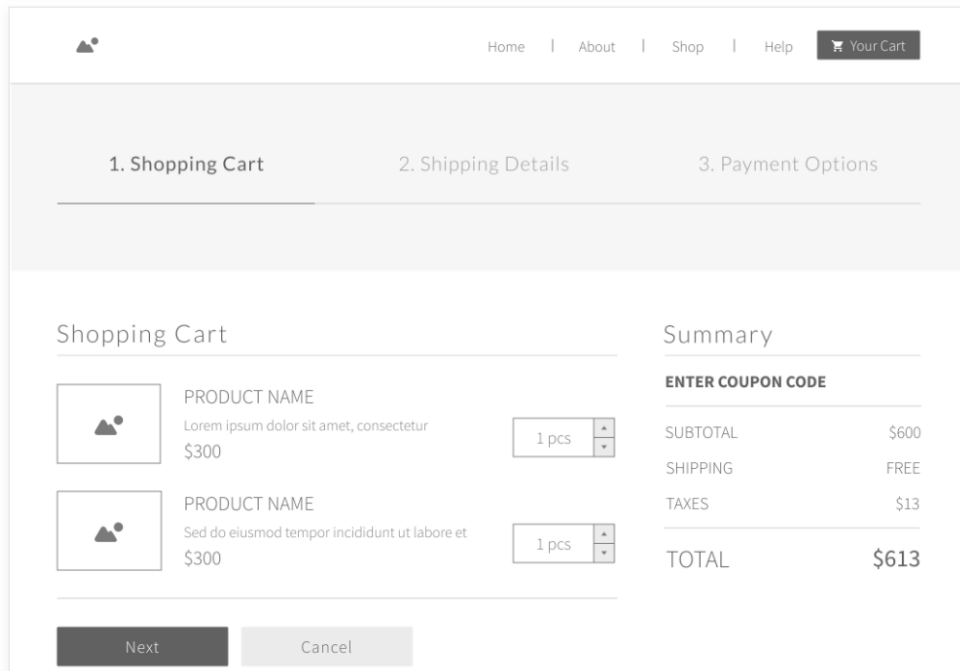 Home | About | Shop | Help Your Cart
1. Shopping Cart 2. Shipping Details 3. Payment Options
Shopping Cart
PRODUCT NAME
Lorem ipsum dolor sit amet, consectetur
$300
1 pcs
PRODUCT NAME
Sed do eiusmod tempor incididunt ut labore et
$300
1 pcs
Next Cancel
Summary
ENTER COUPON CODE
SUBTOTAL $600
SHIPPING FREE
TAXES $13
TOTAL $613